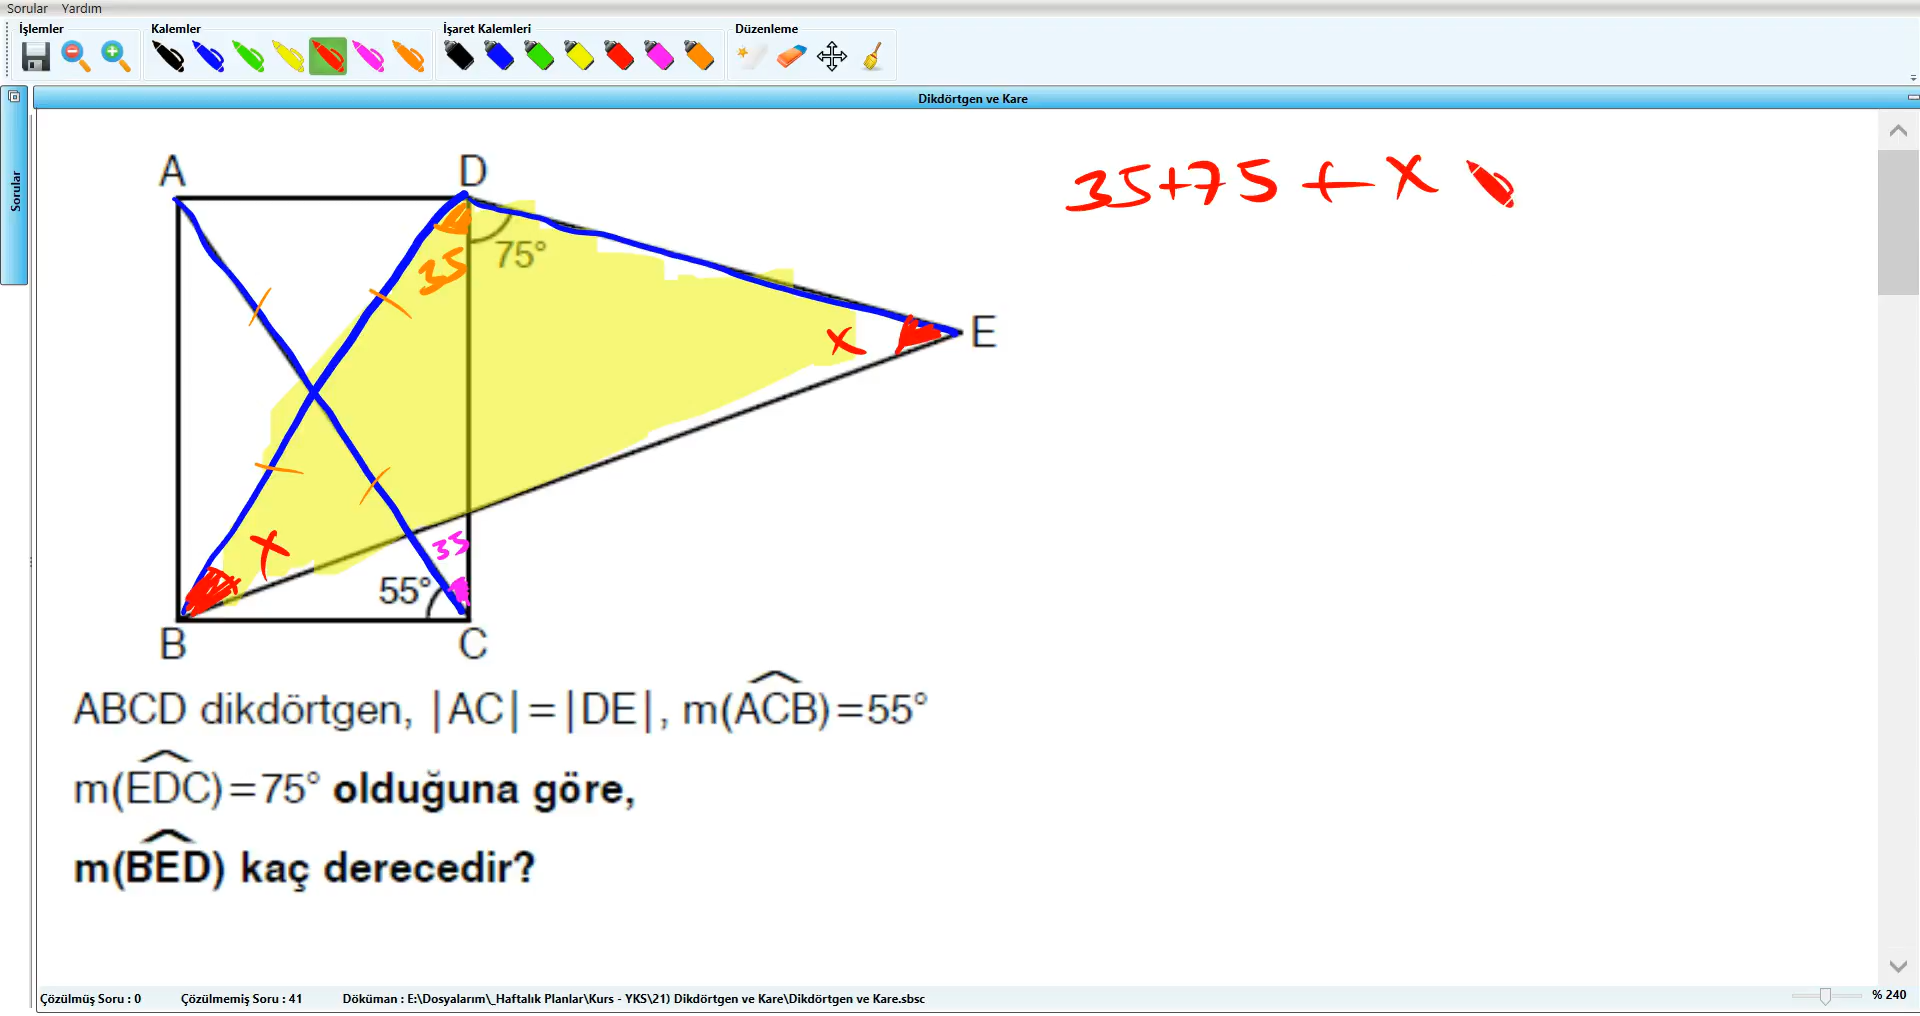 Sorular Yardım
İşlemler Kalemler İşaret Kalemleri Düzenleme
Dikdörtgen ve Kare
Sorular
A D
35+75+x
75°
35
E
x
x
35
55°
B C
ABCD dikdörtgen, |AC|=|DE|, m(ACB)=55°
m(EDC)=75° olduğuna göre,
m(BED) kaç derecedir?
Çözülmüş Soru : 0 Çözülmemiş Soru : 41 Döküman : E:\Dosyalarım\_Haftalık Planlar\Kurs - YKS\21) Dikdörtgen ve Kare\Dikdörtgen ve Kare.sbsc % 240